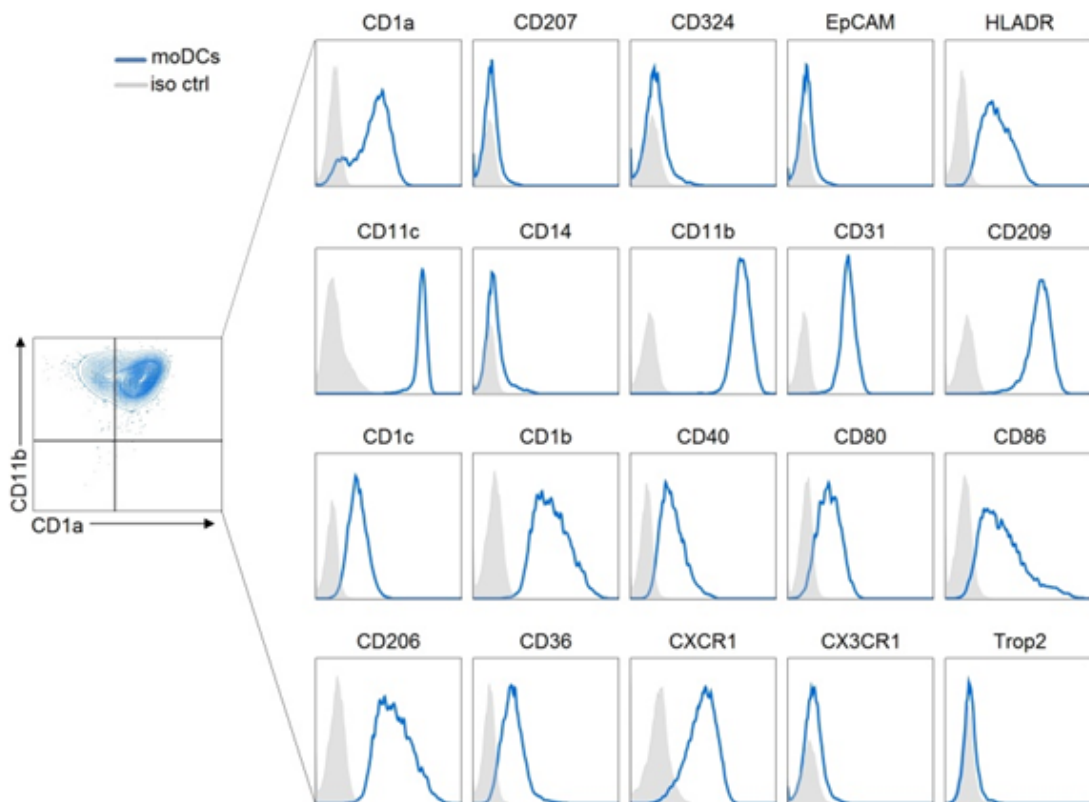 moDCs
iso ctrl
CD1a CD207 CD324 EpCAM HLADR
CD11c CD14 CD11b CD31 CD209
CD1c CD1b CD40 CD80 CD86
CD206 CD36 CXCR1 CX3CR1 Trop2
CD11b
CD1a